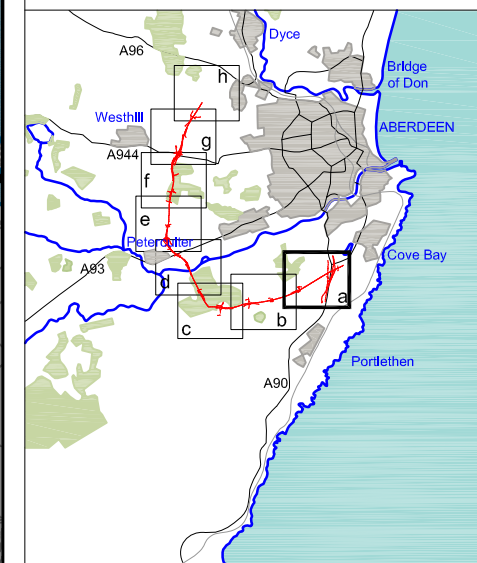 Dyce
A96
Bridge
of Don
h
Westhill
ABERDEEN
g
A944
f
e
Peterculter
Cove Bay
A93
d
a
b
c
Portlethen
A90